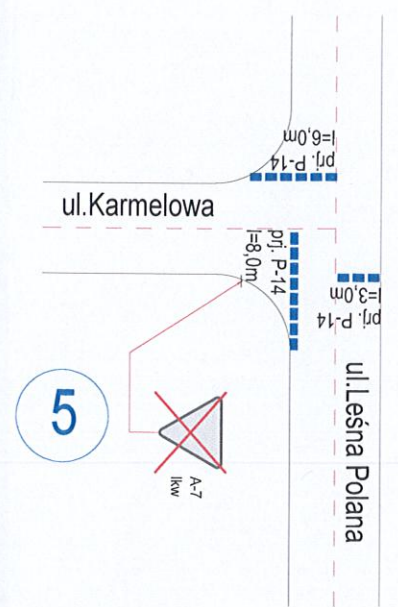 prj. P-14
l=6,0m
ul.Karmelowa
prj. P-14
l=8,0m
prj. P-14
l=3,0m
ul.Leśna Polana
5
A-7
lkw